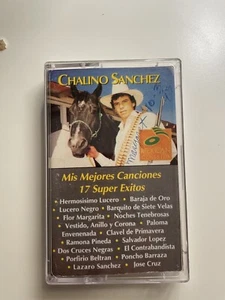 CHALINO SANCHEZ
Mis Mejores Canciones
17 Super Exitos
• Hermosisimo Lucero • Baraja de Oro
• Lucero Negro • Barquito de Siete Velas
• Flor Margarita • Noches Tenebrosas
• Vestido, Anillo y Corona • Paloma
Envenenada • Clavel de Primavera
• Ramona Pineda • Salvador Lopez
• Dos Cruces Negras • El Contrabandista
• Porfirio Beltran • Poncho Barraza
• Lazaro Sanchez • Jose Cruz